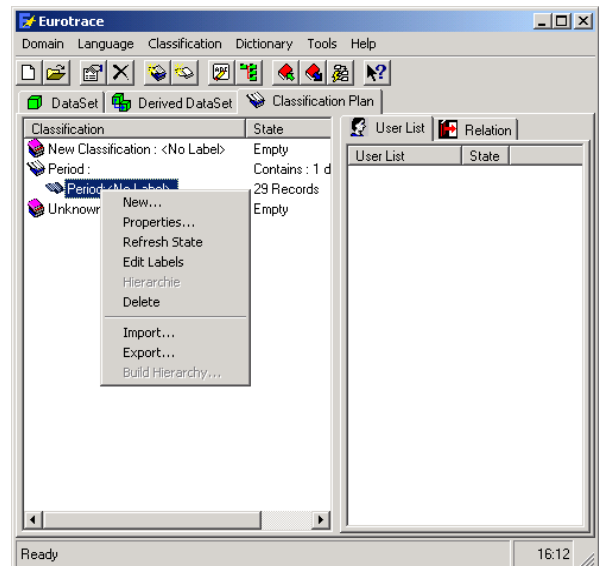 Eurotrace
Domain Language Classification Dictionary Tools Help
DataSet Derived DataSet Classification Plan
Classification State
New Classification : <No Label> Empty
Period : Contains : 1 d
Period:<No Label> 29 Records
Unknown Empty
New...
Properties...
Refresh State
Edit Labels
Hierarchie
Delete
Import...
Export...
Build Hierarchy...
User List Relation
User List State
Ready 16:12